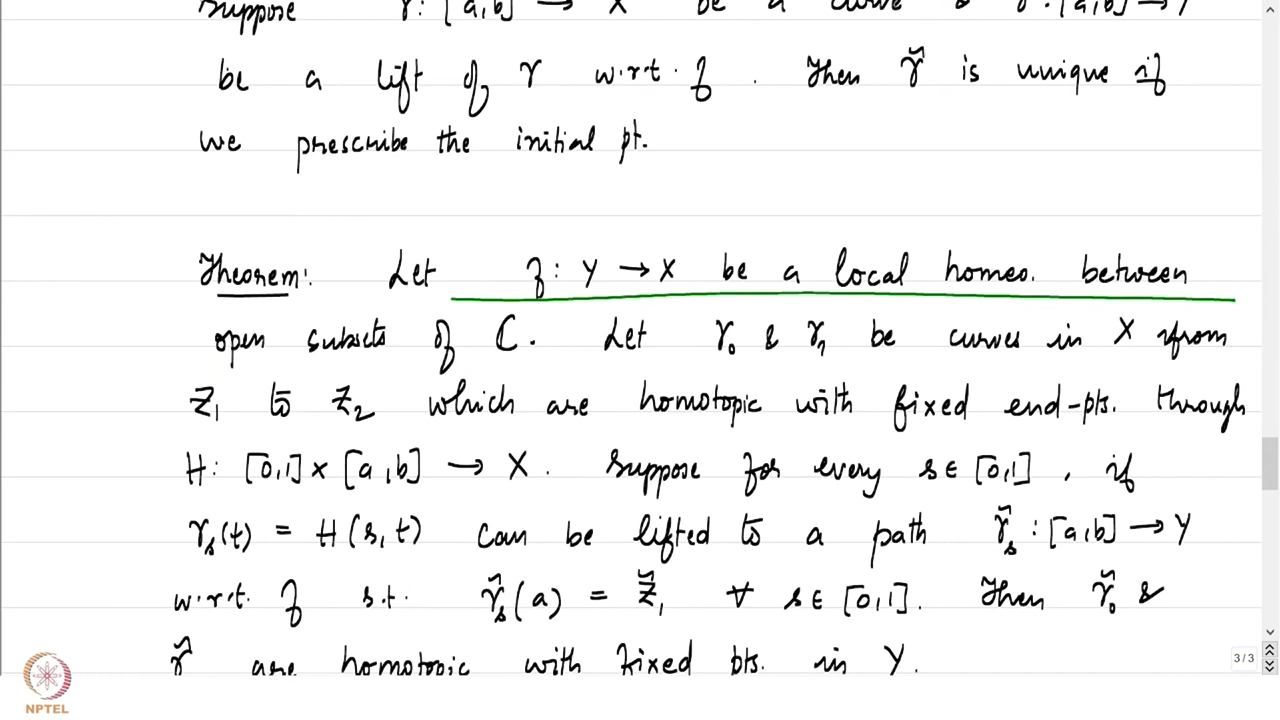 Suppose γ : [a,b] → X be a curve & γ̃ : [a,b] → Y
be a lift of γ w.r.t. f . Then γ̃ is unique if
we prescribe the initial pt.
Theorem: Let f : Y → X be a local homeo. between
open subsets of ℂ. Let γ₀ & γ₁ be curves in X from
z₁ to z₂ which are homotopic with fixed end-pts. through
H: [0,1] × [a,b] → X. Suppose for every s ∈ [0,1], if
γₛ(t) = H(s,t) can be lifted to a path γ̃ₛ : [a,b] → Y
w.r.t. f s.t. γ̃ₛ(a) = z̃₁ ∀ s ∈ [0,1]. Then γ̃₀ &
γ̃ are homotopic with fixed pts. in Y.
3/3
NPTEL